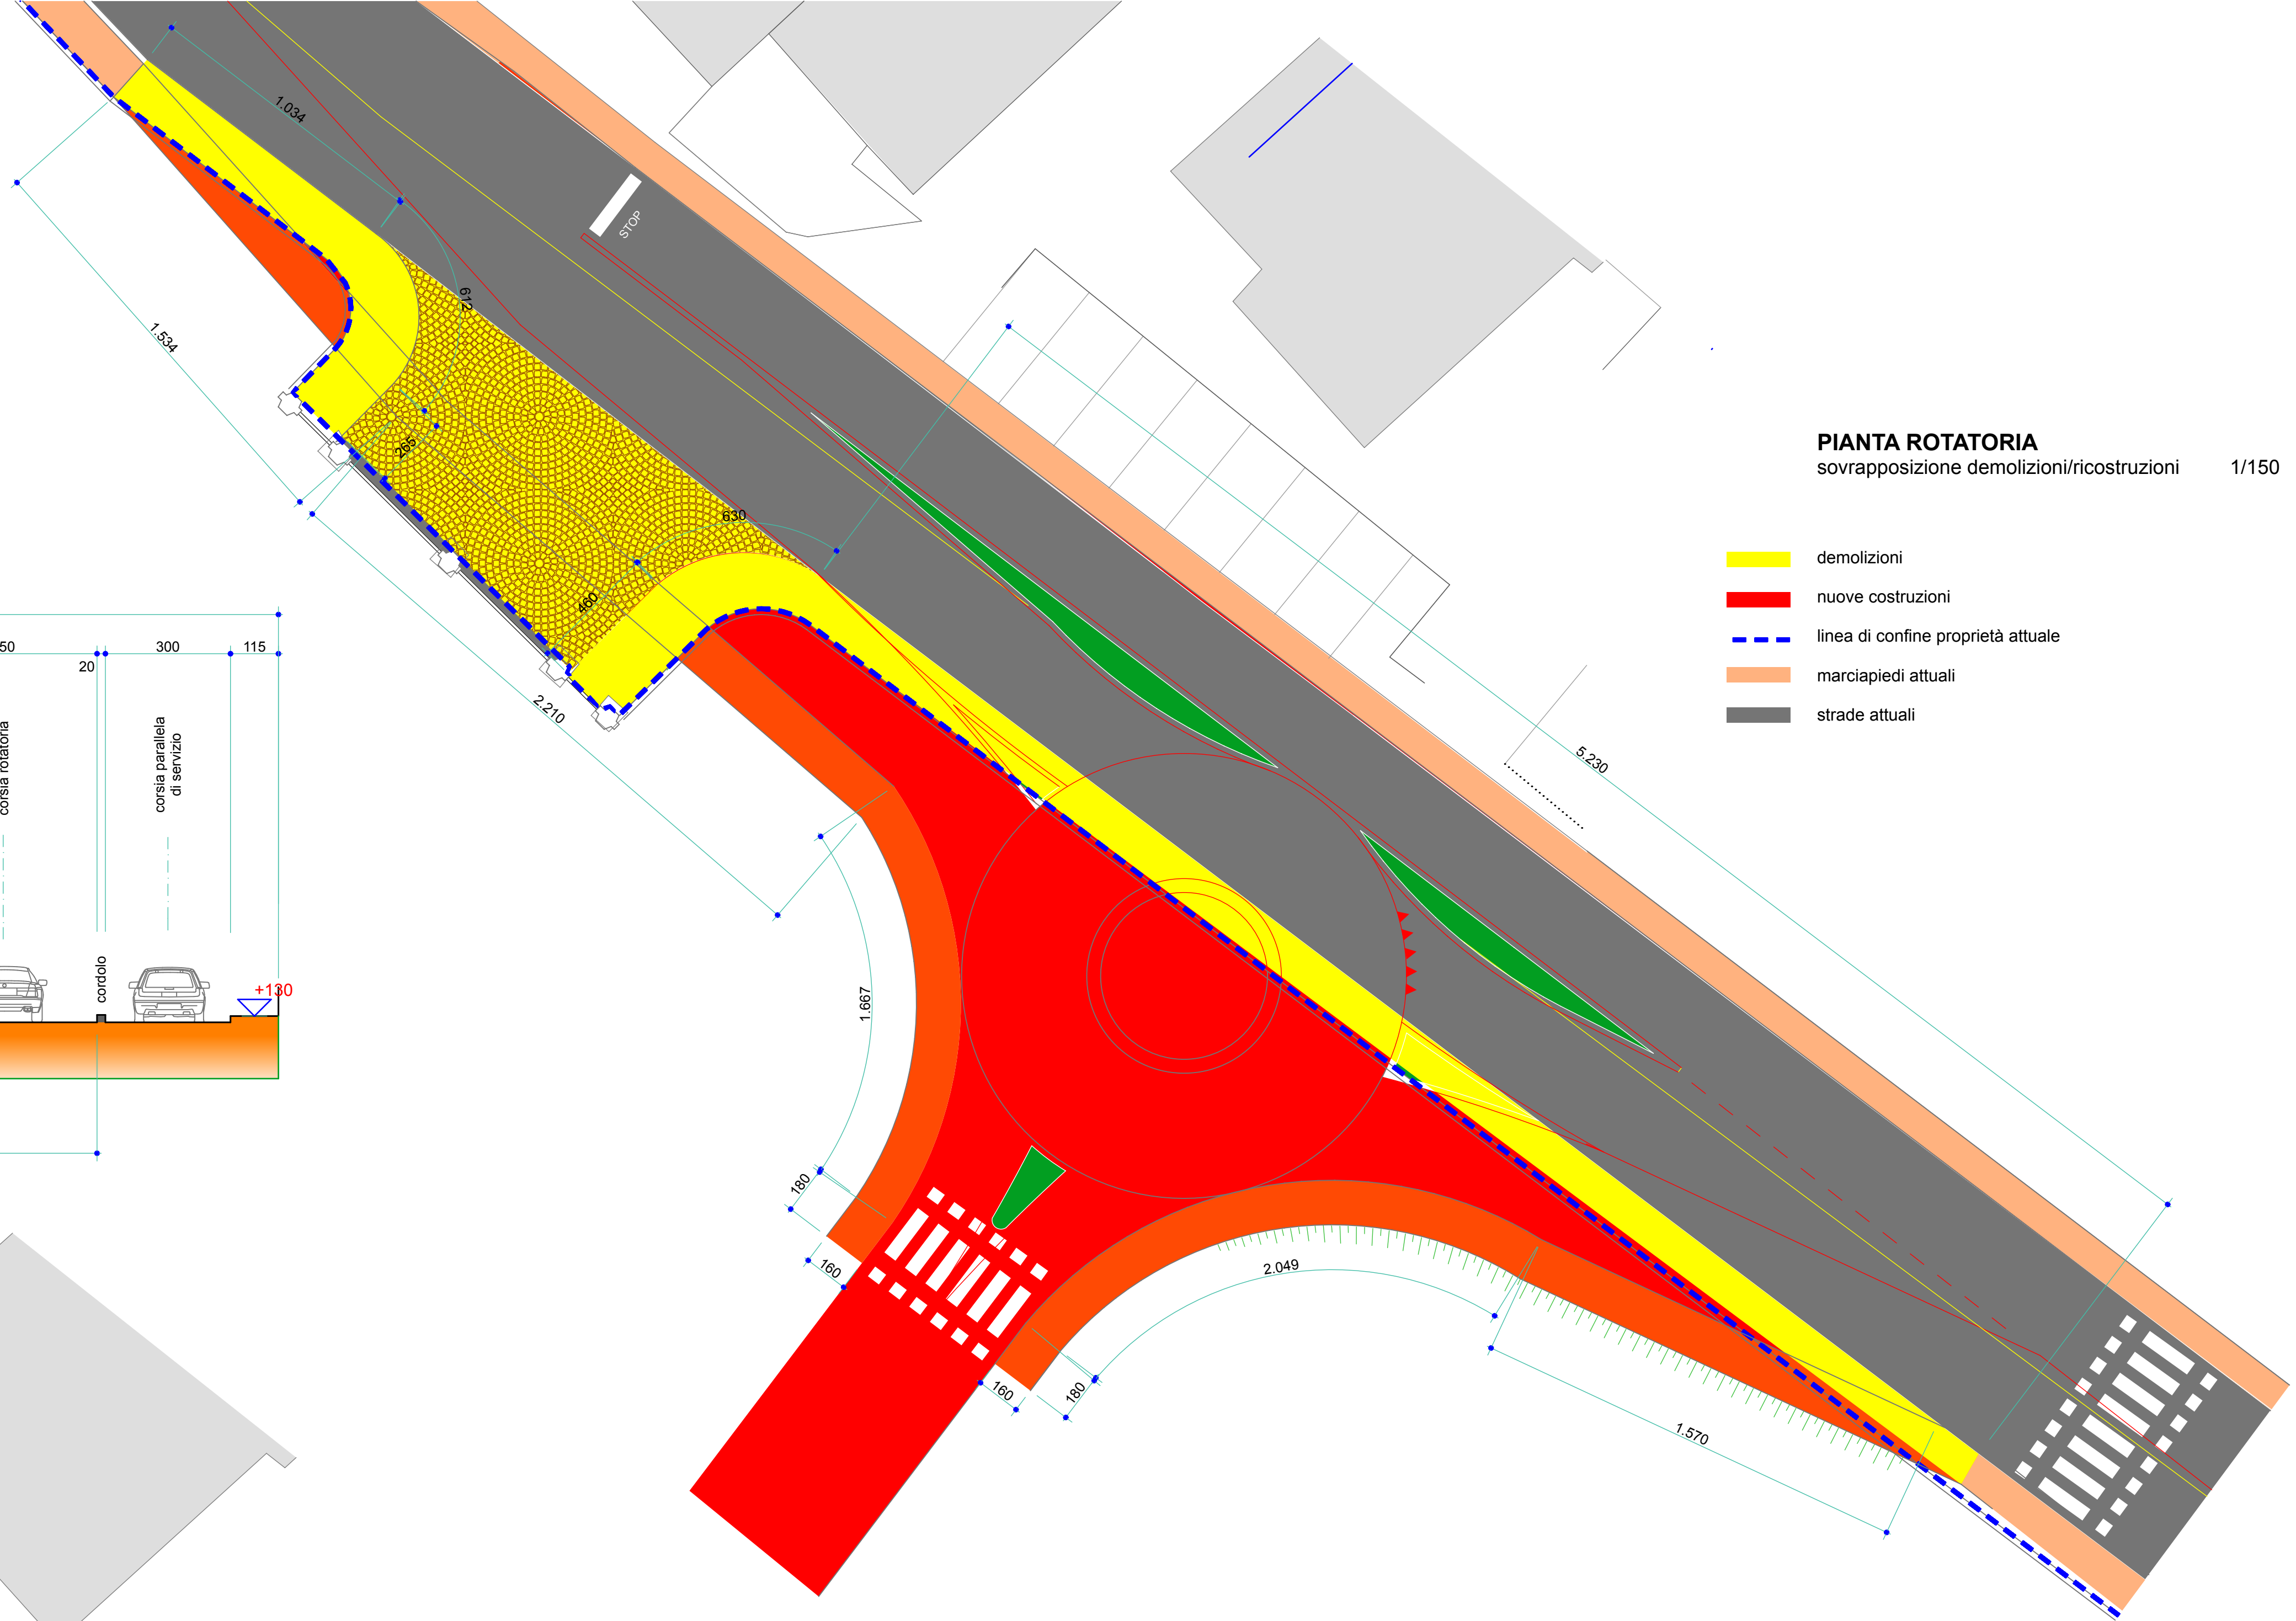 1.034
STOP
612
1.534
265
630
460
2.210
PIANTA ROTATORIA
sovrapposizione demolizioni/ricostruzioni 1/150
demolizioni
nuove costruzioni
linea di confine proprietà attuale
marciapiedi attuali
strade attuali
5.230
50
20
300
115
corsia rotatoria
corsia parallela
di servizio
cordolo
+130
1.667
180
160
2.049
160
180
1.570